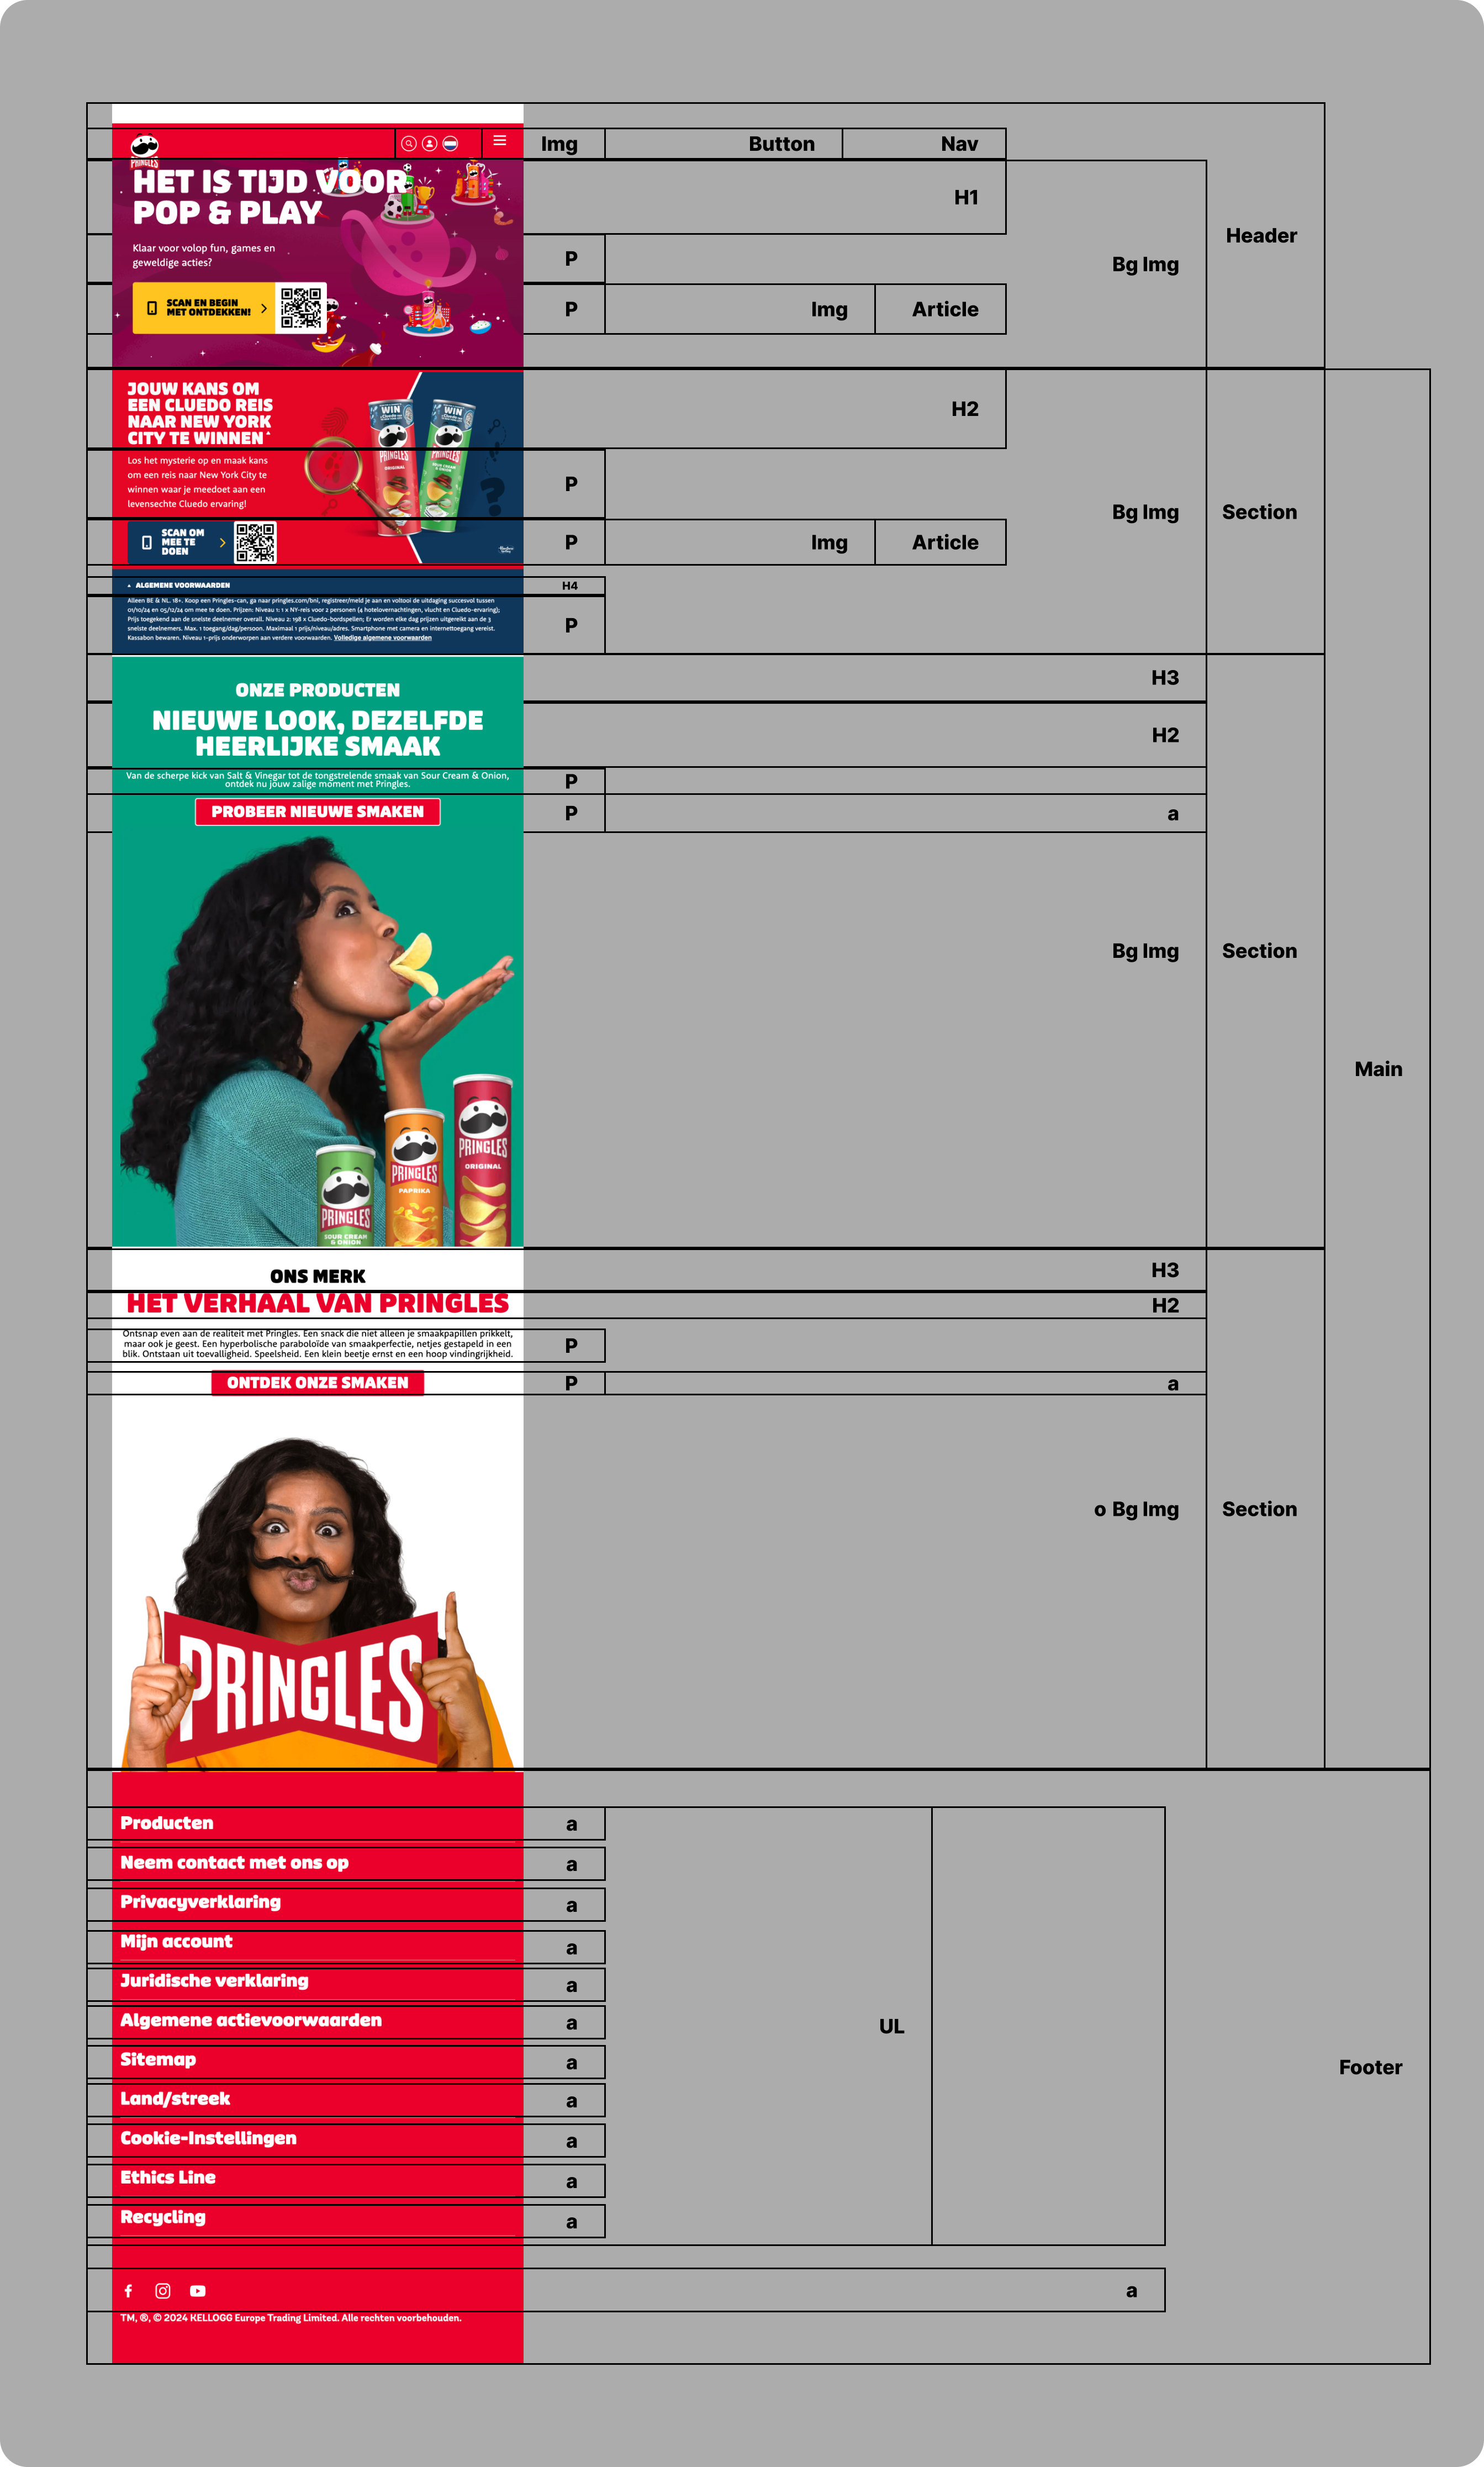 PRINGLES
Img
Button
Nav
HET IS TIJD VOOR
POP & PLAY
H1
Header
Klaar voor volop fun, games en
geweldige acties?
P
Bg Img
SCAN EN BEGIN
MET ONTDEKKEN!
P
Img
Article
JOUW KANS OM
EEN CLUEDO REIS
NAAR NEW YORK
CITY TE WINNEN*
H2
WIN
WIN
PRINGLES
ORIGINAL
PRINGLES
SOUR CREAM
& ONION
Los het mysterie op en maak kans
om een reis naar New York City te
winnen waar je meedoet aan een
levensechte Cluedo ervaring!
P
Bg Img
Section
SCAN OM
MEE TE
DOEN
P
Img
Article
ALGEMENE VOORWAARDEN
H4
Alleen BE & NL. 18+. Koop een Pringles-can, ga naar pringles.com/bnl, registreer/meld je aan en voltooi de uitdaging succesvol tussen
01/10/24 en 05/12/24 om mee te doen. Prijzen: Niveau 1: 1 x NY-reis voor 2 personen (4 hotelovernachtingen, vlucht en Cluedo-ervaring);
Prijs toegekend aan de snelste deelnemer overall. Niveau 2: 198 x Cluedo-bordspellen; Er worden elke dag prijzen uitgereikt aan de 3
snelste deelnemers. Max. 1 toegang/dag/persoon. Maximaal 1 prijs/niveau/adres. Smartphone met camera en internettoegang vereist.
Kassabon bewaren. Niveau 1-prijs onderworpen aan verdere voorwaarden. Volledige algemene voorwaarden
P
ONZE PRODUCTEN
H3
NIEUWE LOOK, DEZELFDE
HEERLIJKE SMAAK
H2
Van de scherpe kick van Salt & Vinegar tot de tongstrelende smaak van Sour Cream & Onion,
ontdek nu jouw zalige moment met Pringles.
P
PROBEER NIEUWE SMAKEN
P
a
Bg Img
Section
Main
PRINGLES
ORIGINAL
PRINGLES
PAPRIKA
PRINGLES
SOUR CREAM
& ONION
ONS MERK
H3
HET VERHAAL VAN PRINGLES
H2
Ontsnap even aan de realiteit met Pringles. Een snack die niet alleen je smaakpapillen prikkelt,
maar ook je geest. Een hyperbolische paraboloïde van smaakperfectie, netjes gestapeld in een
blik. Ontstaan uit toevalligheid. Speelsheid. Een klein beetje ernst en een hoop vindingrijkheid.
P
ONTDEK ONZE SMAKEN
P
a
o Bg Img
Section
PRINGLES
Producten
a
Neem contact met ons op
a
Privacyverklaring
a
Mijn account
a
Juridische verklaring
a
Algemene actievoorwaarden
a
UL
Sitemap
a
Footer
Land/streek
a
Cookie-Instellingen
a
Ethics Line
a
Recycling
a
a
TM, ®, © 2024 KELLOGG Europe Trading Limited. Alle rechten voorbehouden.